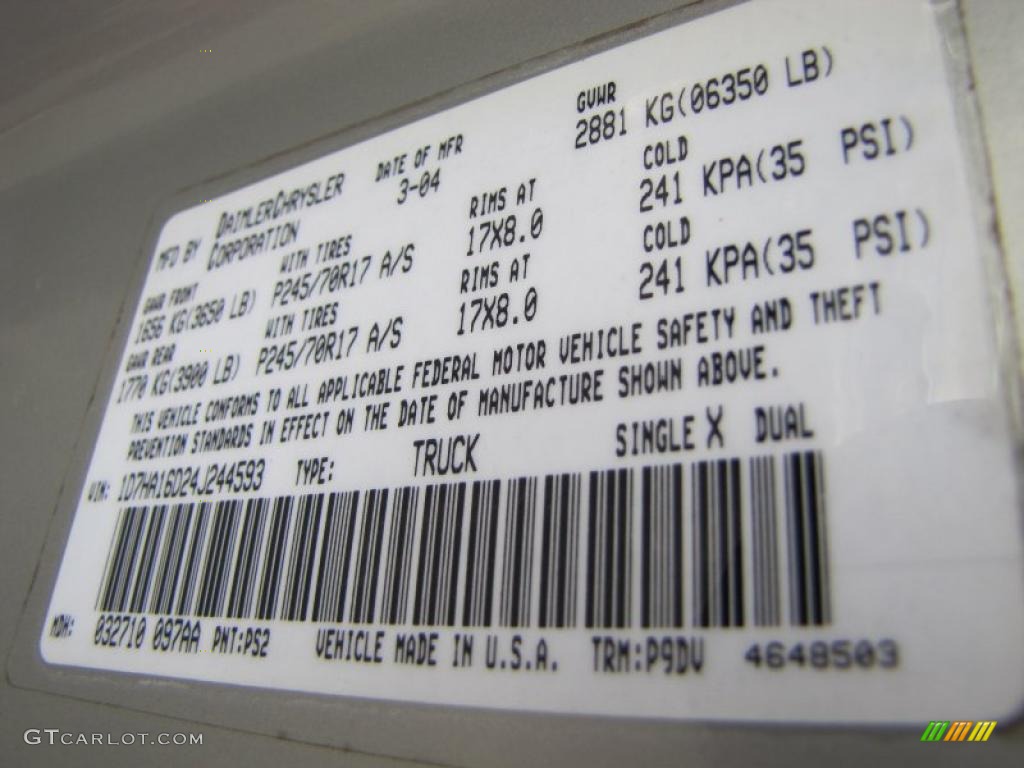 MFD BY DAIMLERCHRYSLER CORPORATION DATE OF MFR 3-04 GVWR 2881 KG(06350 LB)
GAWR FRONT WITH TIRES RIMS AT COLD
1656 KG(3650 LB) P245/70R17 A/S 17X8.0 241 KPA(35 PSI)
GAWR REAR WITH TIRES RIMS AT COLD
1770 KG(3900 LB) P245/70R17 A/S 17X8.0 241 KPA(35 PSI)
THIS VEHICLE CONFORMS TO ALL APPLICABLE FEDERAL MOTOR VEHICLE SAFETY AND THEFT
PREVENTION STANDARDS IN EFFECT ON THE DATE OF MANUFACTURE SHOWN ABOVE.
VIN: 1D7HA16D24J244593 TYPE: TRUCK SINGLE X DUAL
MDH: 032710 097AA PNT:PS2 VEHICLE MADE IN U.S.A. TRM:P9DV 4648503
GTCARLOT.COM